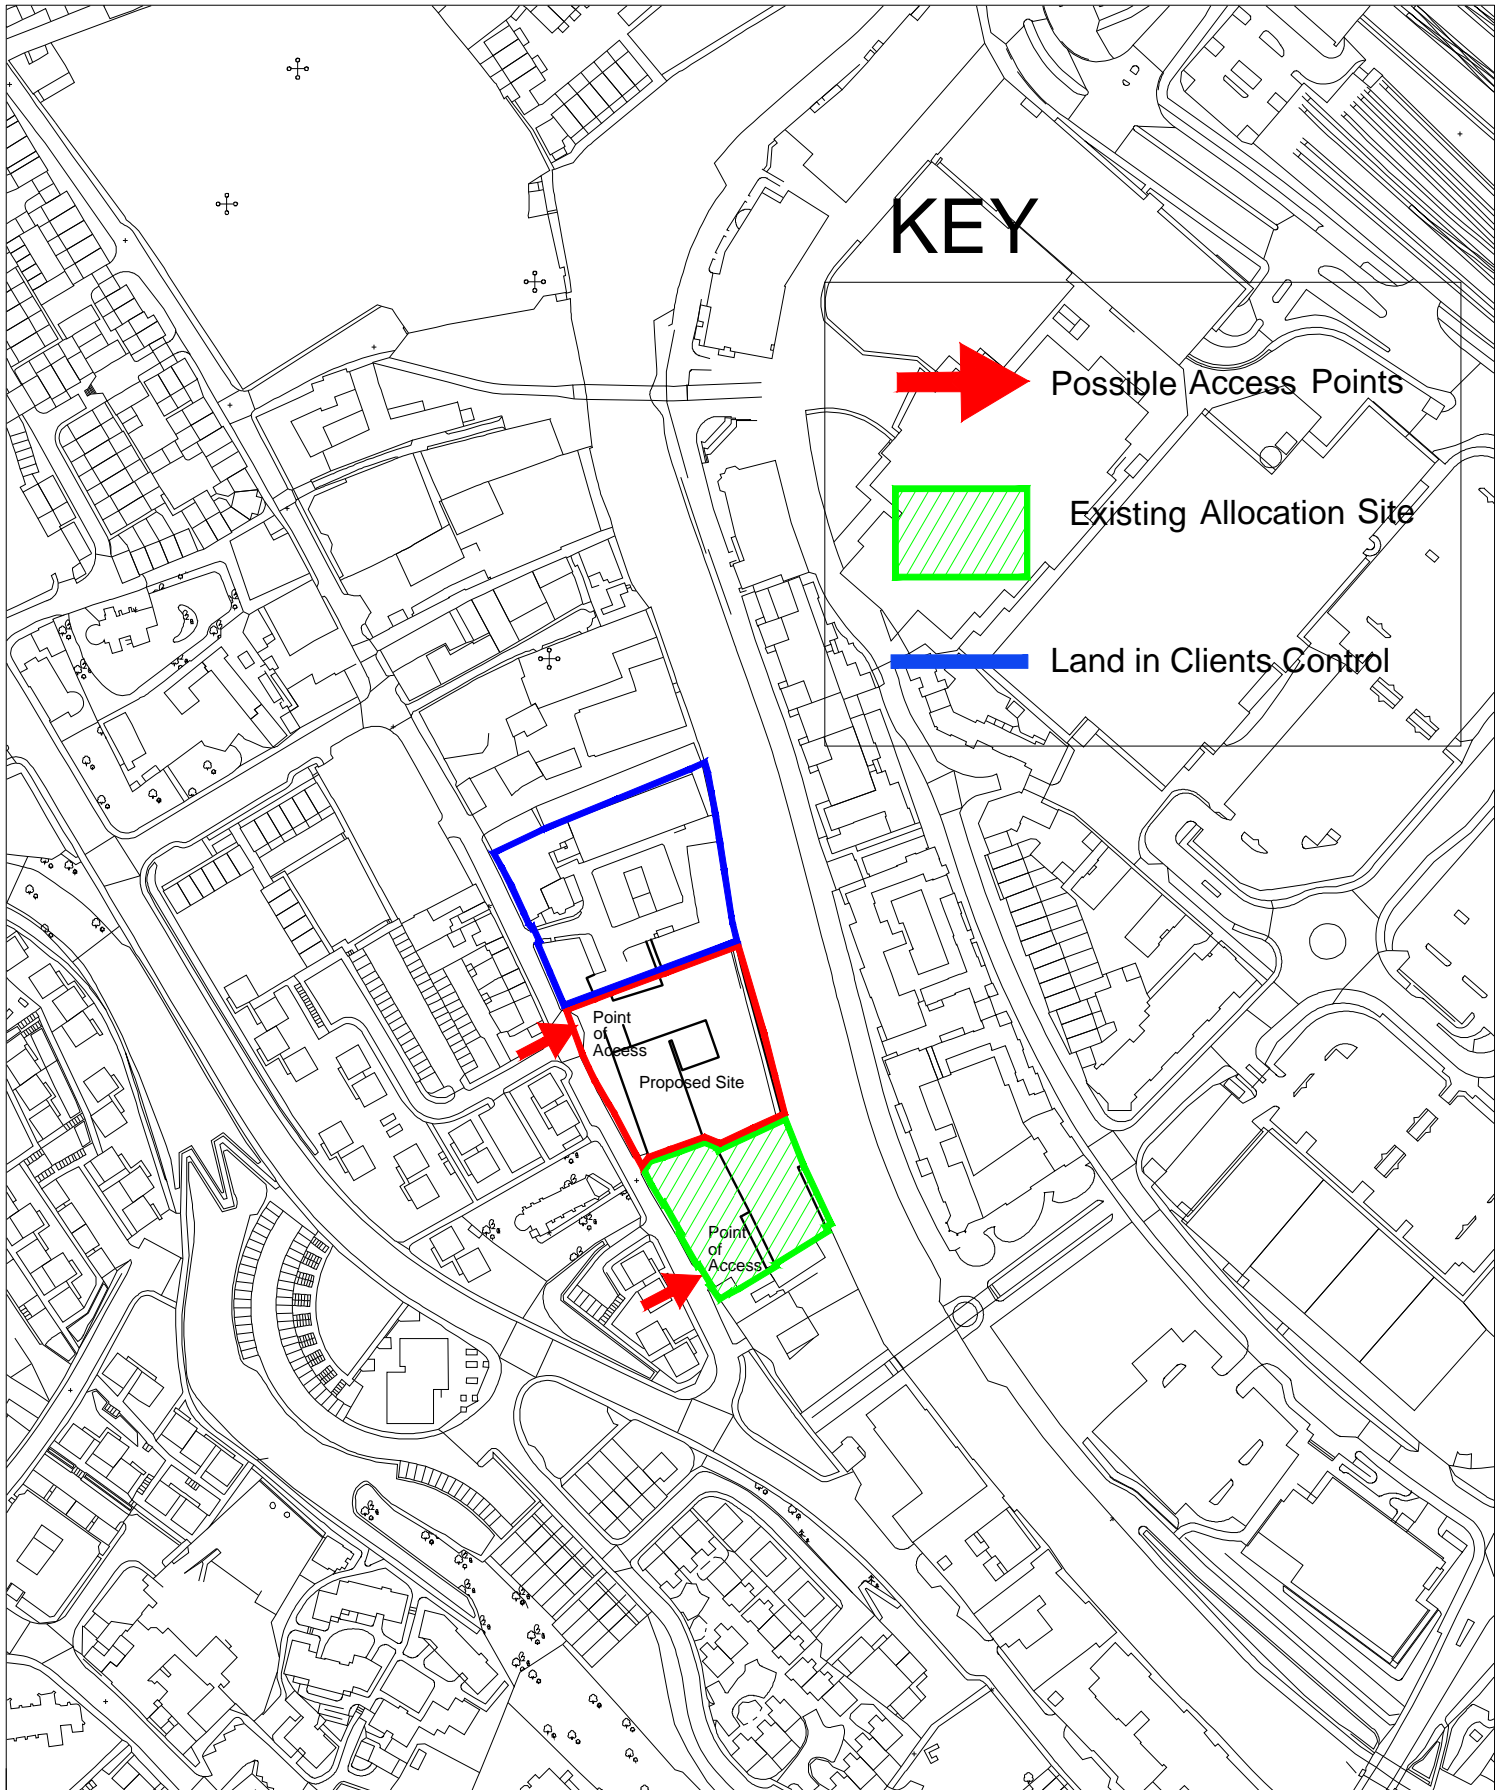 KEY
Possible Access Points
Existing Allocation Site
Land in Clients Control
Point
of
Access
Proposed Site
Point
of
Access